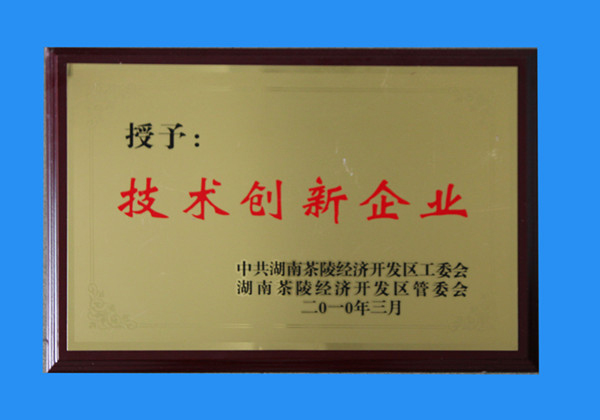 授予：
技术创新企业
中共湖南茶陵经济开发区工委会
湖南茶陵经济开发区管委会
二0一0年三月